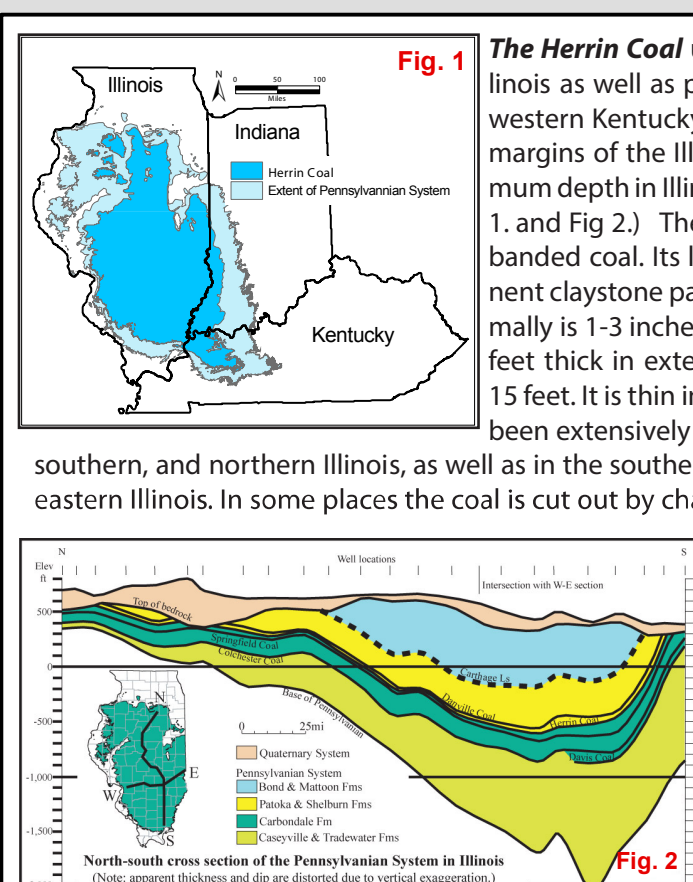 Fig. 1
Illinois
N
0 50 100
Miles
Indiana
Herrin Coal
Extent of Pennsylvannian System
Kentucky
The Herrin Coal
linois as well as
western Kentucky
margins of the Ill
mum depth in Illin
1. and Fig 2.) The
banded coal. Its l
nent claystone pa
mally is 1-3 inche
feet thick in exte
15 feet. It is thin in
been extensively
southern, and northern Illinois, as well as in the southe
eastern Illinois. In some places the coal is cut out by cha
N
Well locations
S
Elev
ft
Intersection with W-E section
500
0
-500
-1,000
-1,500
Top of bedrock
Springfield Coal
Colchester Coal
Base of Pennsylvanian
Carthage Ls
Danville Coal
Herrin Coal
Davis Coal
N
E
W
S
0 25mi
Quaternary System
Pennsylvanian System
Bond & Mattoon Fms
Patoka & Shelburn Fms
Carbondale Fm
Caseyville & Tradewater Fms
Fig. 2
North-south cross section of the Pennsylvanian System in Illinois
(Note: apparent thickness and dip are distorted due to vertical exaggeration.)